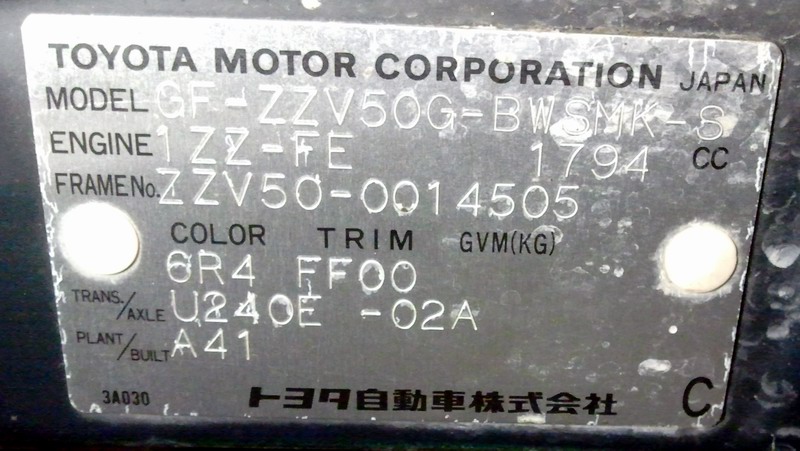 TOYOTA MOTOR CORPORATION JAPAN
MODEL GF-ZZV50G-BWSMK-S
ENGINE 1ZZ-FE 1794 CC
FRAME No. ZZV50-0014505
COLOR TRIM GVM(KG)
6R4 FF00
TRANS./AXLE U240E -02A
PLANT/BUILT A41
3A030 トヨタ自動車株式会社 C